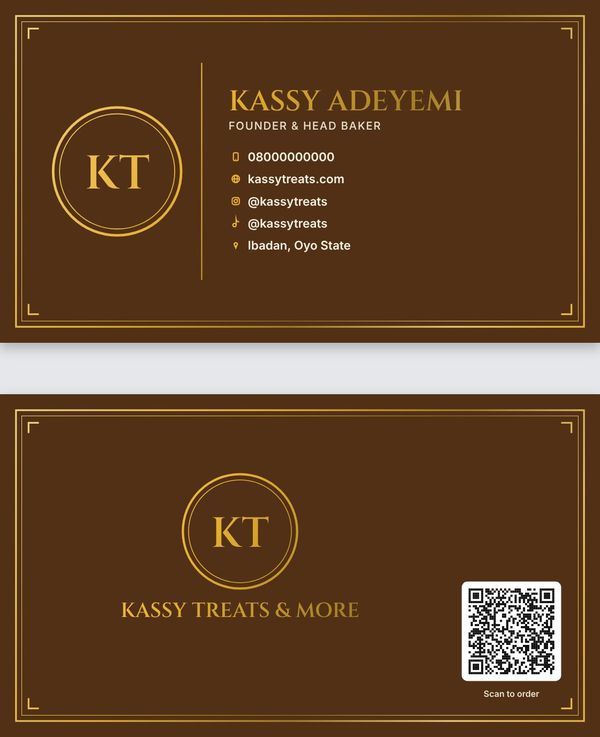 KT
KASSY ADEYEMI
FOUNDER & HEAD BAKER
08000000000
kassytreats.com
@kassytreats
@kassytreats
Ibadan, Oyo State
KT
KASSY TREATS & MORE
Scan to order